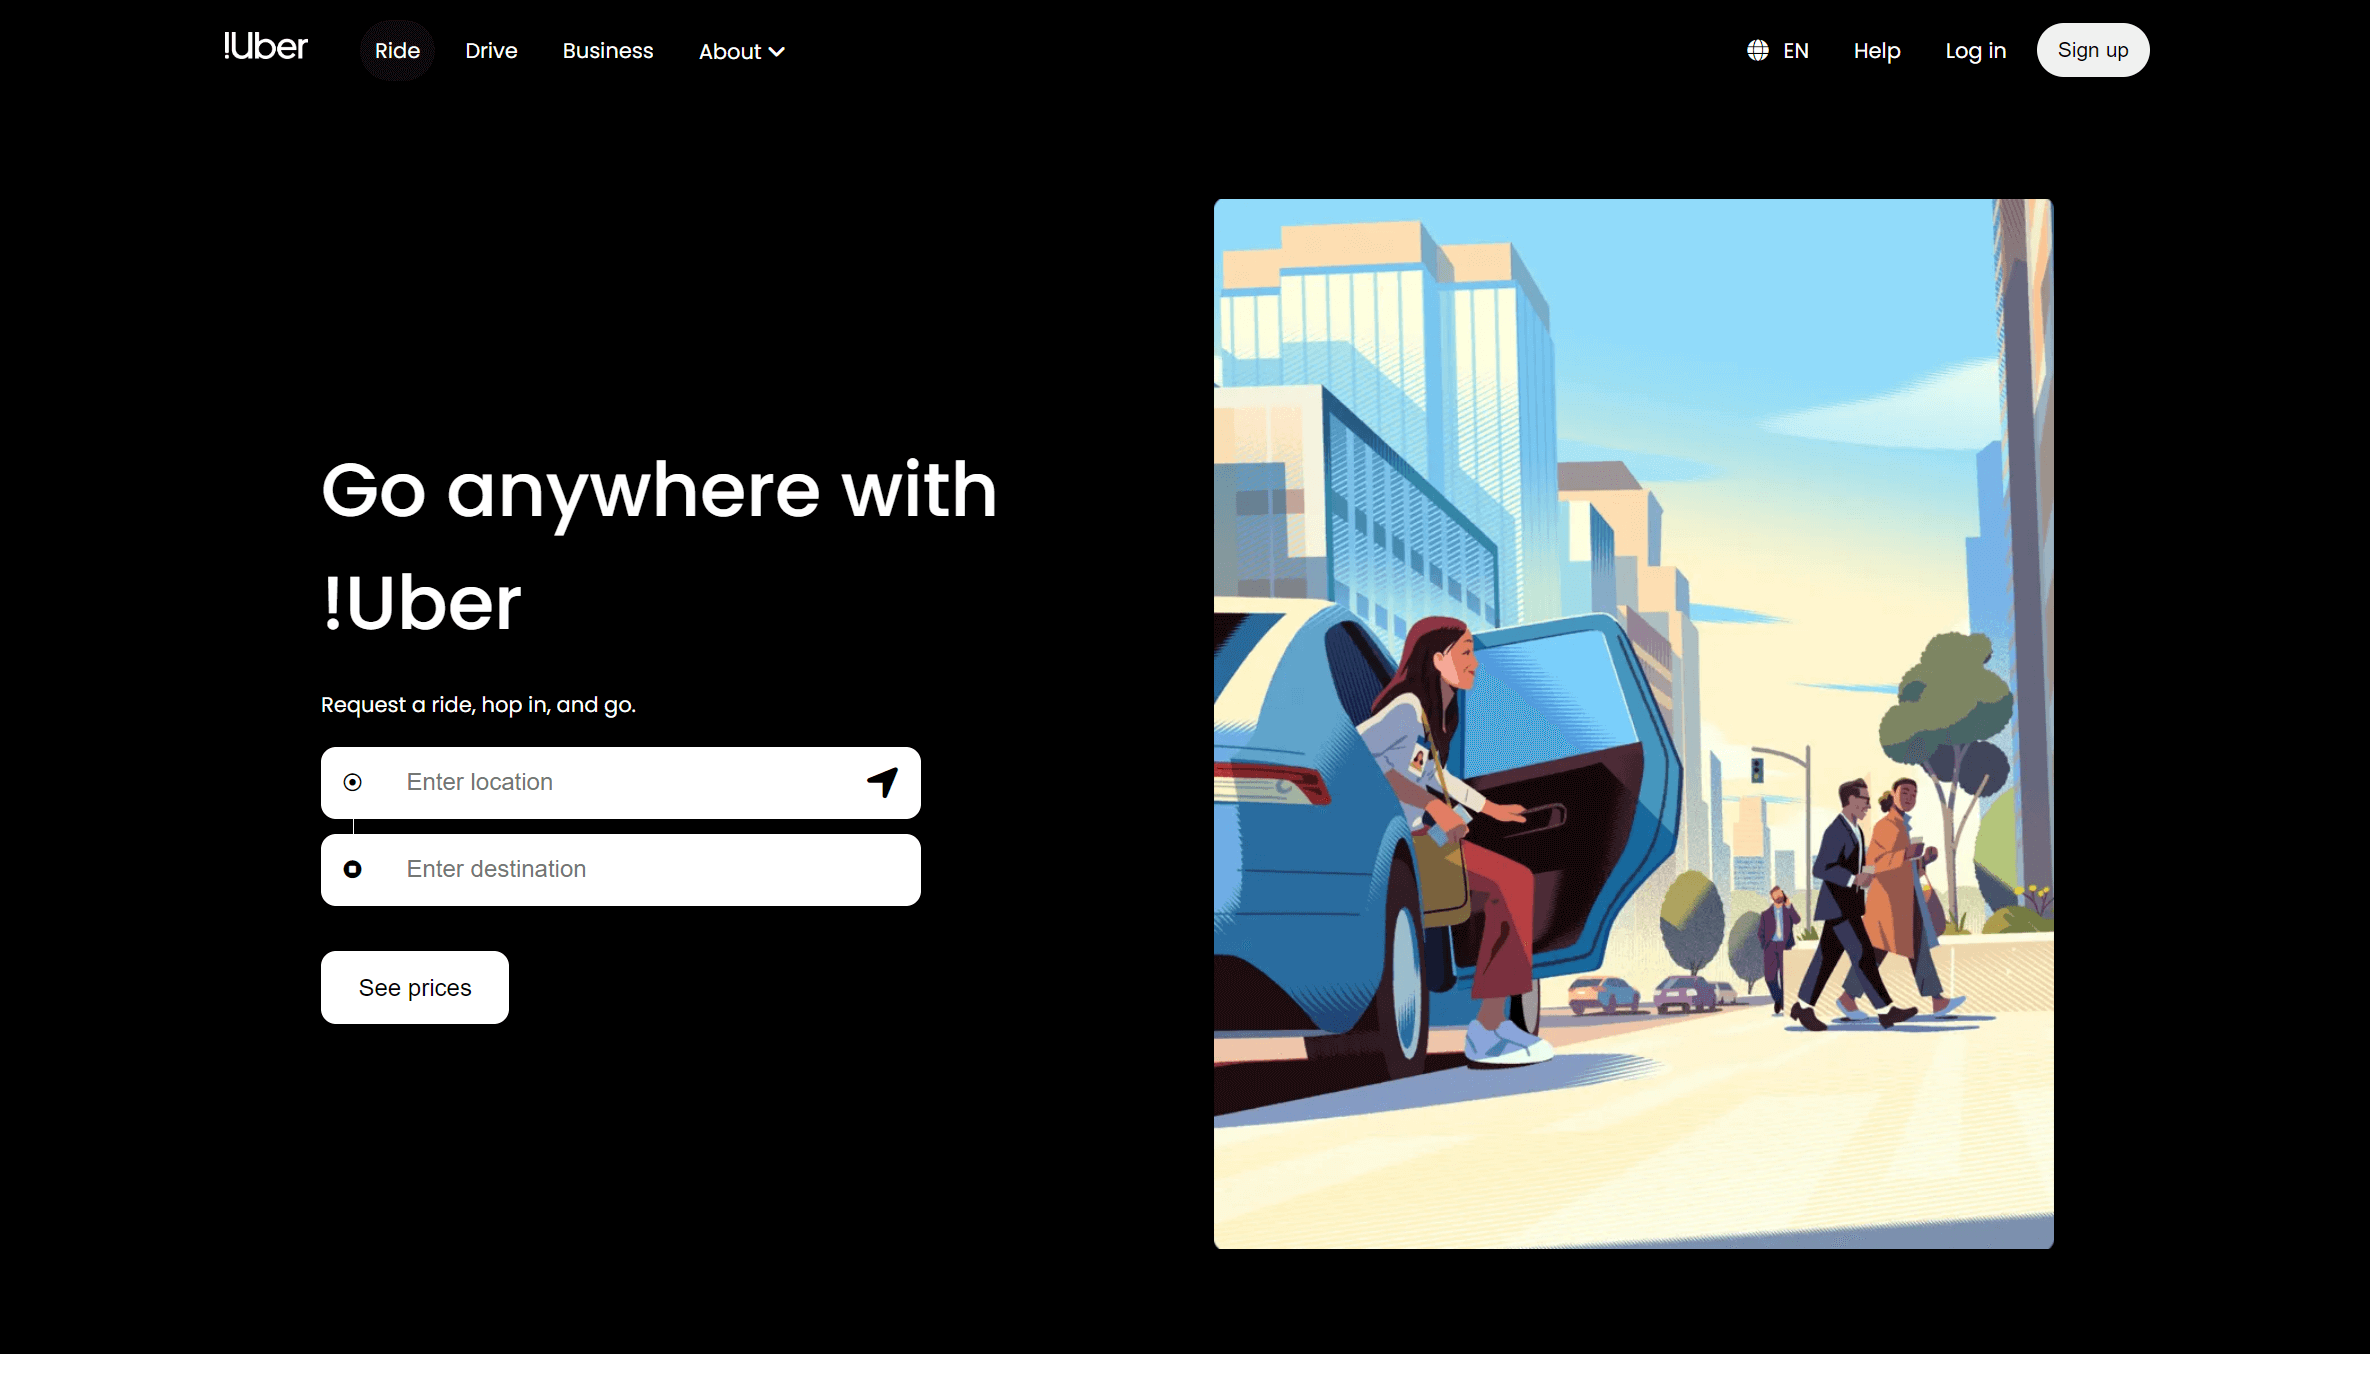 !Uber
Ride
Drive
Business
About
EN
Help
Log in
Sign up
Go anywhere with
!Uber
Request a ride, hop in, and go.
Enter location
Enter destination
See prices